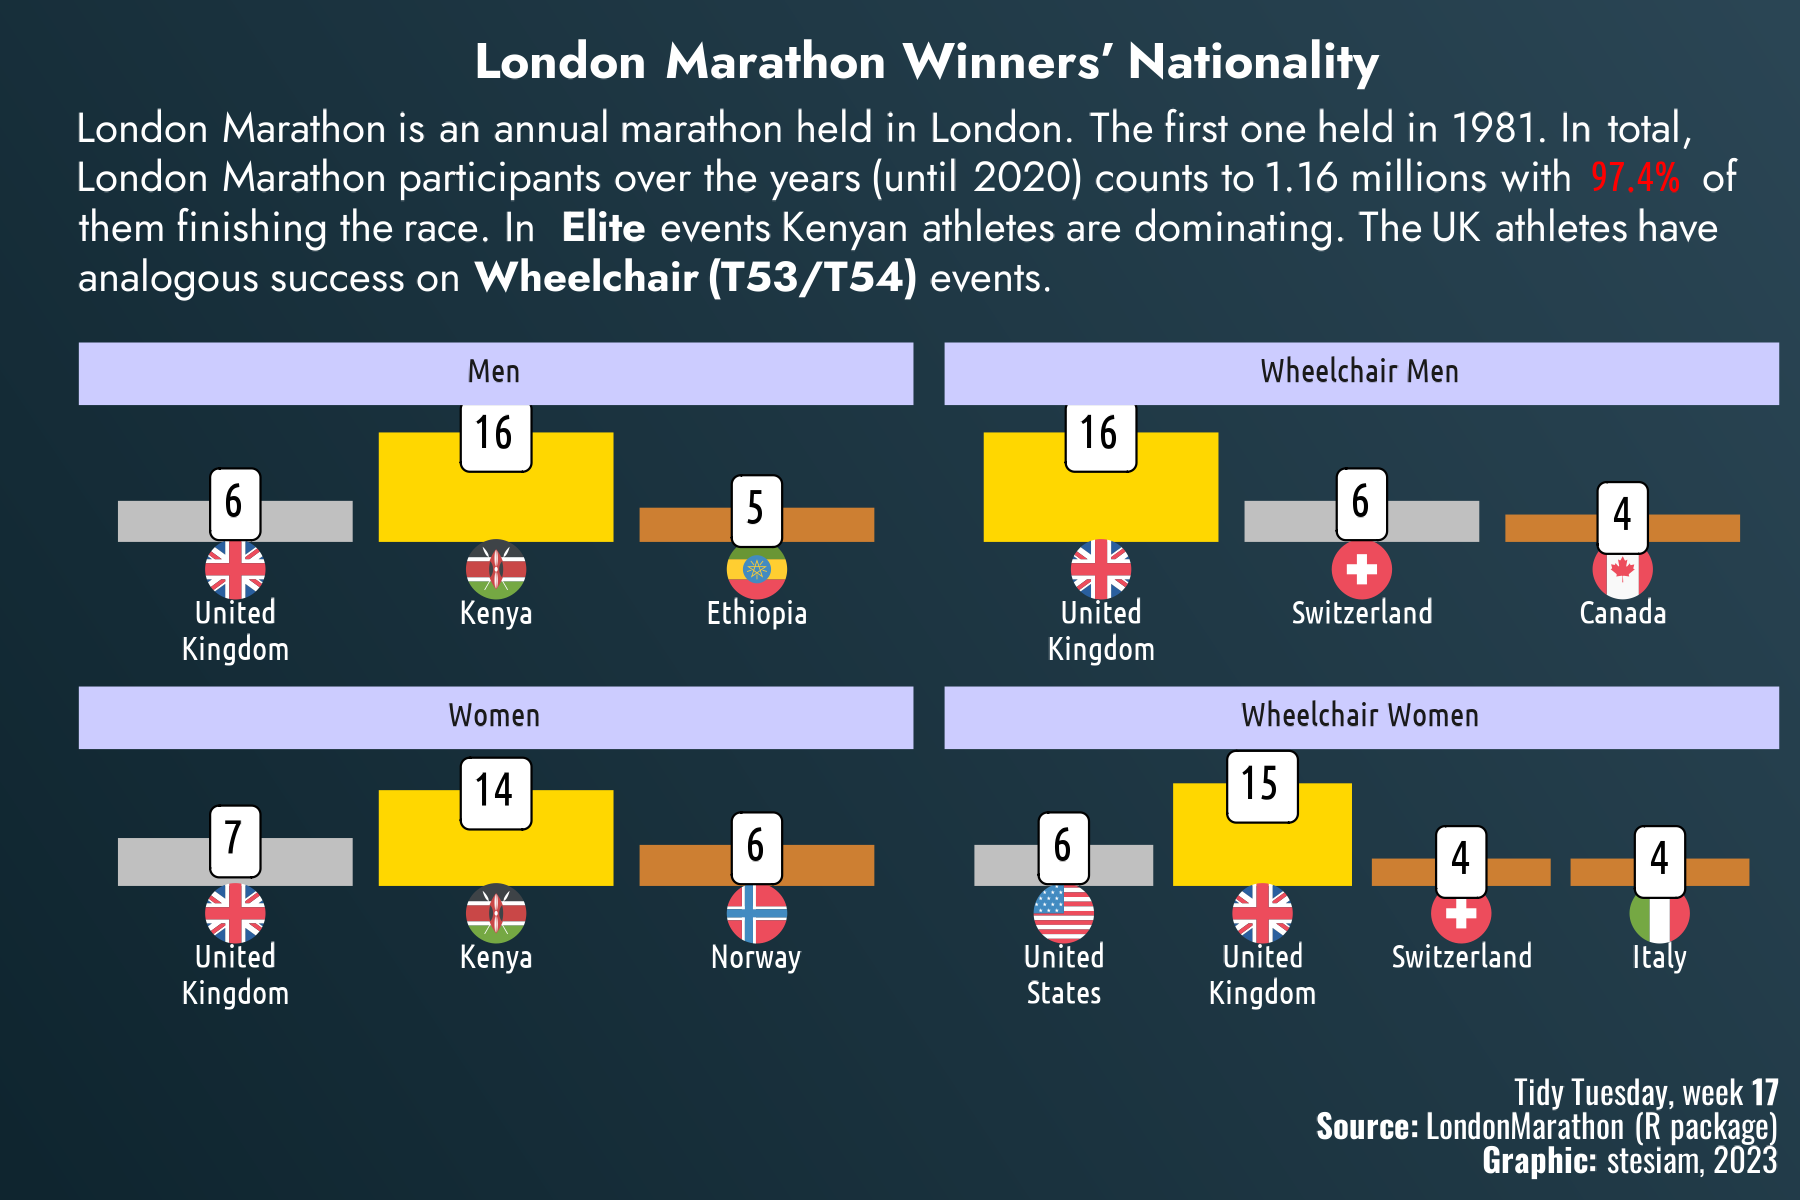 London Marathon Winners’ Nationality
London Marathon is an annual marathon held in London. The first one held in 1981. In total,
London Marathon participants over the years (until 2020) counts to 1.16 millions with 97.4% of
them finishing the race. In Elite events Kenyan athletes are dominating. The UK athletes have
analogous success on Wheelchair (T53/T54) events.
Men
6
16
5
United
Kingdom
Kenya
Ethiopia
Wheelchair Men
16
6
4
United
Kingdom
Switzerland
Canada
Women
7
14
6
United
Kingdom
Kenya
Norway
Wheelchair Women
6
15
4
4
United
States
United
Kingdom
Switzerland
Italy
Tidy Tuesday, week 17
Source: LondonMarathon (R package)
Graphic: stesiam, 2023